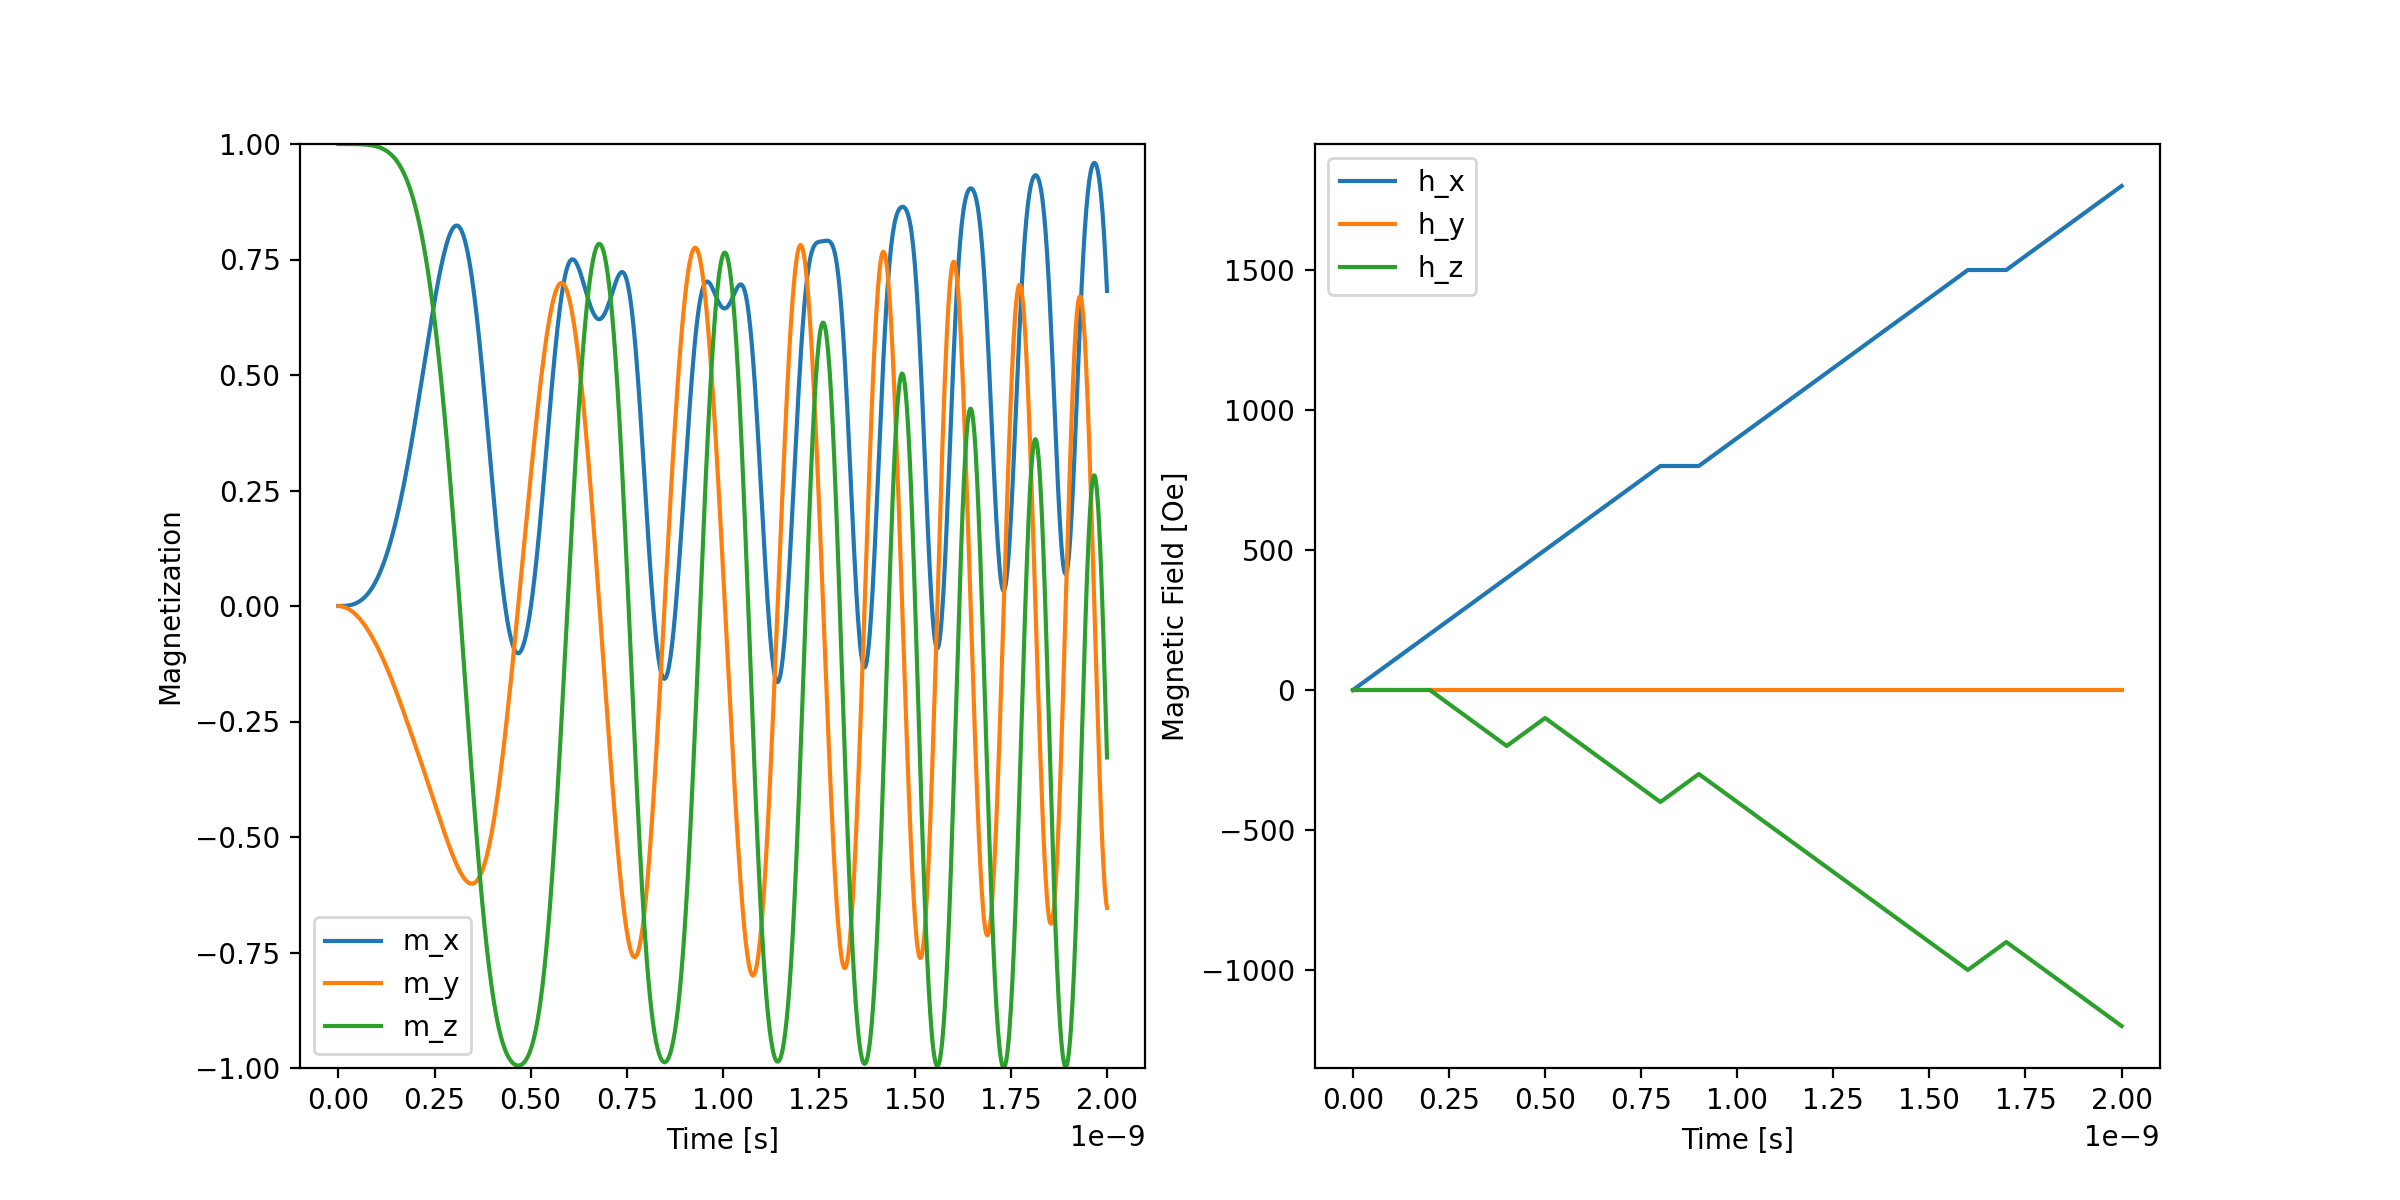 1.00
0.75
0.50
0.25
0.00
−0.25
−0.50
−0.75
−1.00
Magnetization
m_x
m_y
m_z
0.00 0.25 0.50 0.75 1.00 1.25 1.50 1.75 2.00
Time [s]
1e−9
1500
1000
500
0
−500
−1000
Magnetic Field [Oe]
h_x
h_y
h_z
0.00 0.25 0.50 0.75 1.00 1.25 1.50 1.75 2.00
Time [s]
1e−9